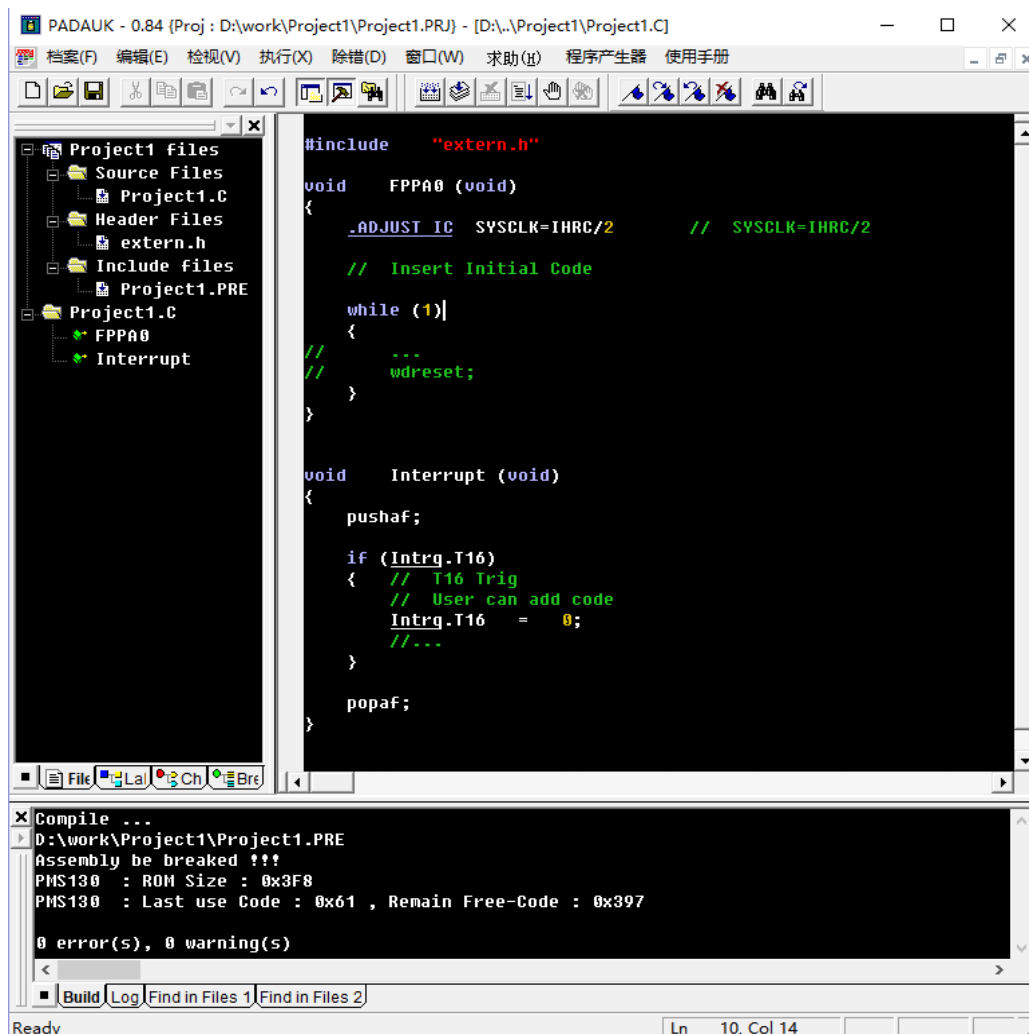 PADAUK - 0.84 {Proj : D:\work\Project1\Project1.PRJ} - [D:\..\Project1\Project1.C]
档案(F) 编辑(E) 检视(V) 执行(X) 除错(D) 窗口(W) 求助(H) 程序产生器 使用手册
Project1 files
Source Files
Project1.C
Header Files
extern.h
Include files
Project1.PRE
Project1.C
FPPA0
Interrupt
File Lal Ch Bre
#include "extern.h"
void FPPA0 (void)
{
.ADJUST_IC SYSCLK=IHRC/2 // SYSCLK=IHRC/2
// Insert Initial Code
while (1)
{
// ...
// wdreset;
}
}
void Interrupt (void)
{
pushaf;
if (Intrq.T16)
{ // T16 Trig
// User can add code
Intrq.T16 = 0;
//...
}
popaf;
}
Compile ...
D:\work\Project1\Project1.PRE
Assembly be breaked !!!
PMS130 : ROM Size : 0x3F8
PMS130 : Last use Code : 0x61 , Remain Free-Code : 0x397
0 error(s), 0 warning(s)
Build Log Find in Files 1 Find in Files 2
Ready Ln 10, Col 14